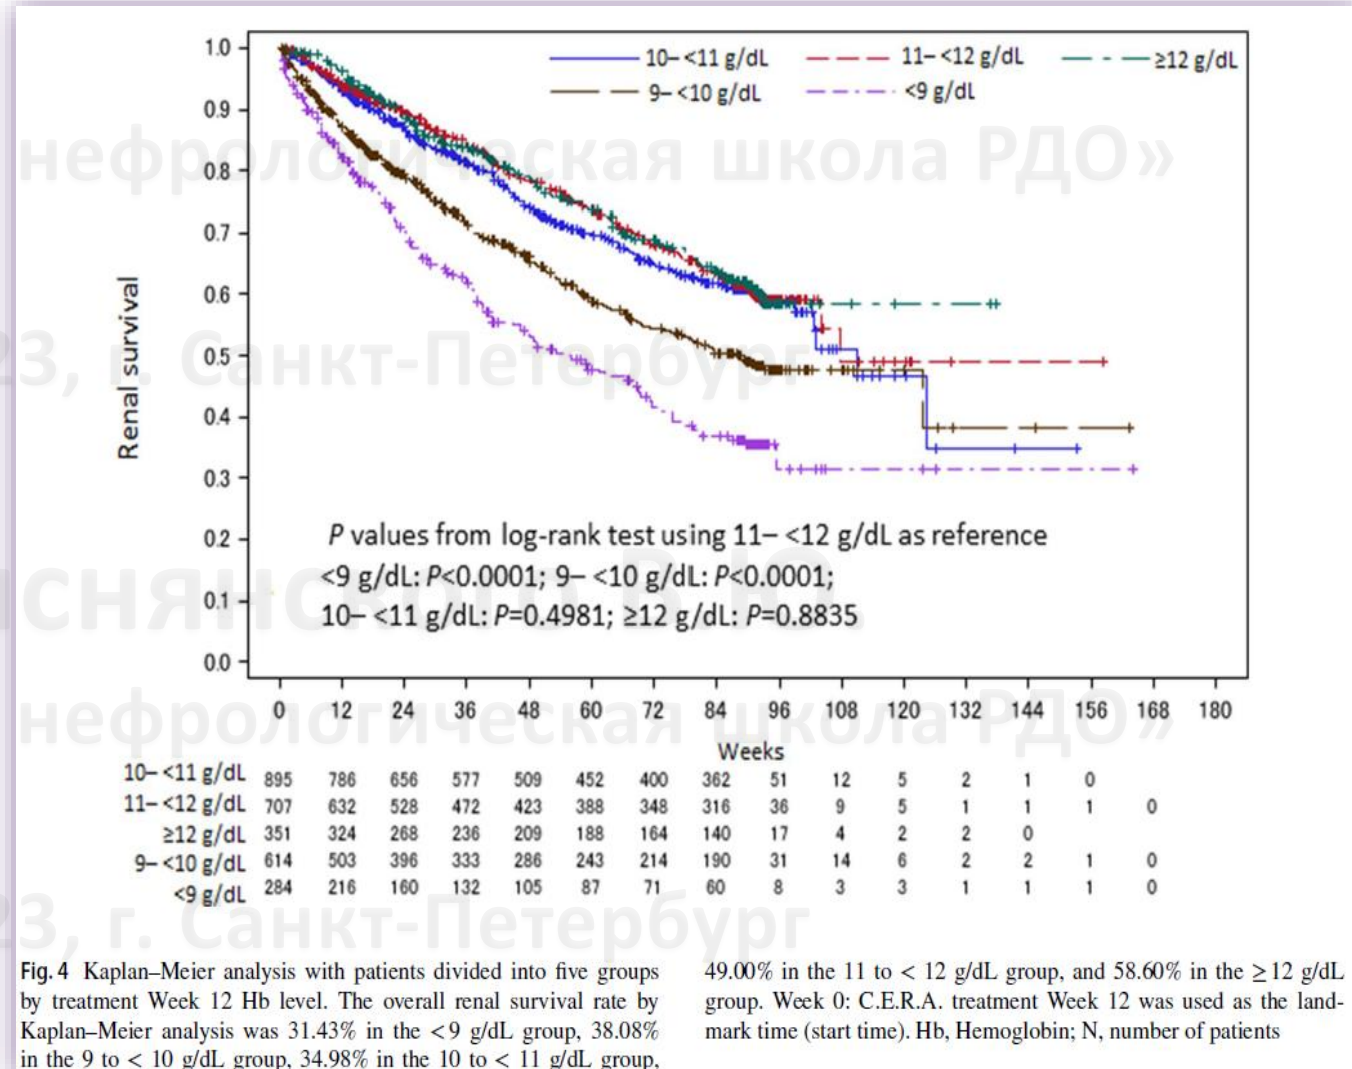 1.0
10– <11 g/dL 11– <12 g/dL ≥12 g/dL
9– <10 g/dL <9 g/dL
0.9
нефрологическая школа РДО»
0.8
0.7
0.6
23, г. Санкт-Петербург
0.5
0.4
0.3
Renal survival
P values from log-rank test using 11– <12 g/dL as reference
0.2
<9 g/dL: P<0.0001; 9– <10 g/dL: P<0.0001;
10– <11 g/dL: P=0.4981; ≥12 g/dL: P=0.8835
0.1
0.0
0 12 24 36 48 60 72 84 96 108 120 132 144 156 168 180
нефрологическая школа РДО»
Weeks
10– <11 g/dL 895 786 656 577 509 452 400 362 51 12 5 2 1 0
11– <12 g/dL 707 632 528 472 423 388 348 316 36 9 5 1 1 1 0
≥12 g/dL 351 324 268 236 209 188 164 140 17 4 2 2 0
9– <10 g/dL 614 503 396 333 286 243 214 190 31 14 6 2 2 1 0
<9 g/dL 284 216 160 132 105 87 71 60 8 3 3 1 1 1 0
23, г. Санкт-Петербург
Fig. 4 Kaplan–Meier analysis with patients divided into five groups
by treatment Week 12 Hb level. The overall renal survival rate by
Kaplan–Meier analysis was 31.43% in the < 9 g/dL group, 38.08%
in the 9 to < 10 g/dL group, 34.98% in the 10 to < 11 g/dL group,
49.00% in the 11 to < 12 g/dL group, and 58.60% in the ≥ 12 g/dL
group. Week 0: C.E.R.A. treatment Week 12 was used as the land-
mark time (start time). Hb, Hemoglobin; N, number of patients